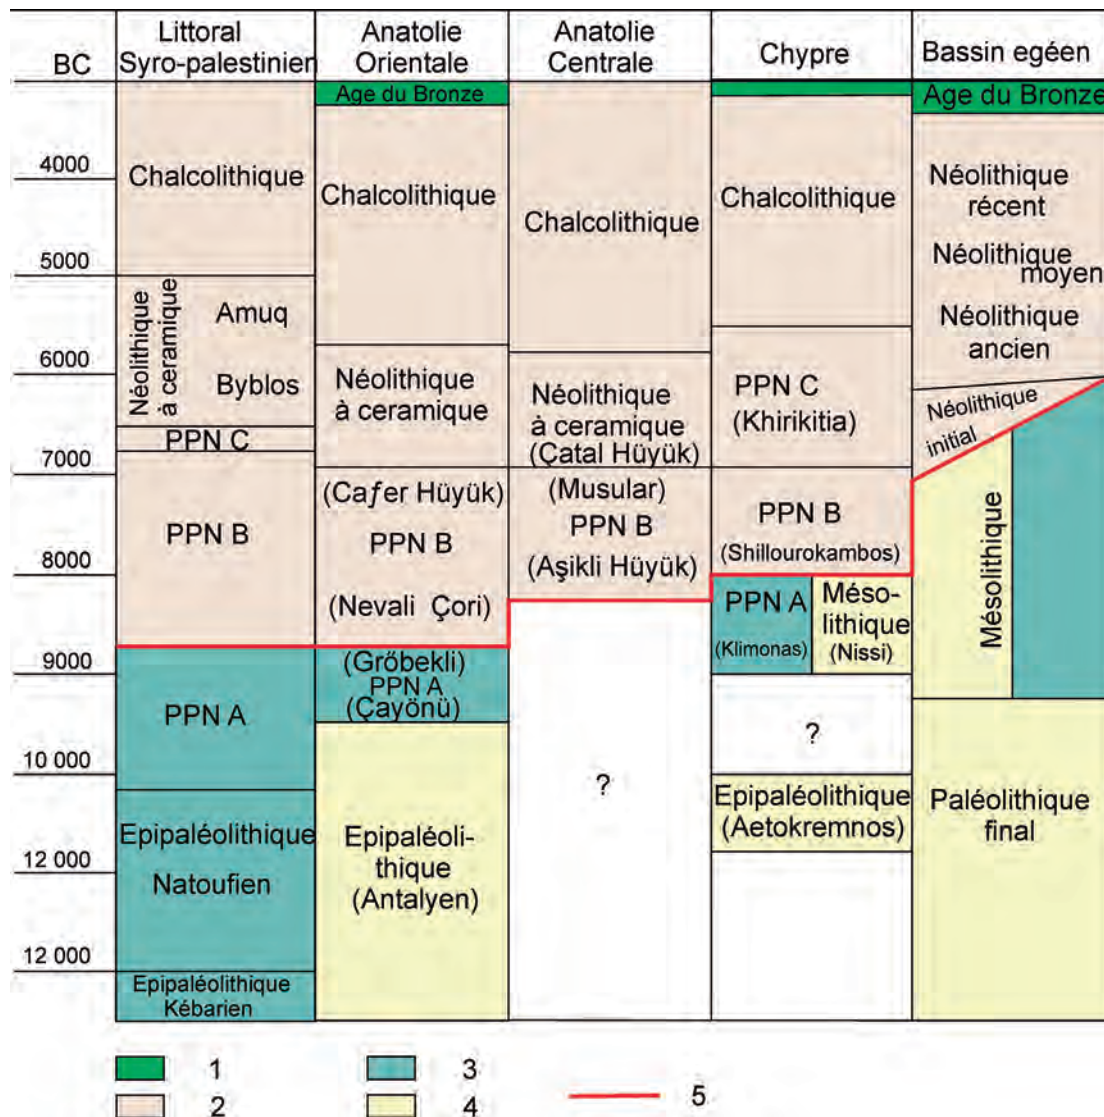 BC
Littoral
Syro-palestinien
Anatolie
Orientale
Anatolie
Centrale
Chypre
Bassin egéen
4000
5000
6000
7000
8000
9000
10 000
12 000
12 000
Chalcolithique
Néolithique
à ceramique
Amuq
Byblos
PPN C
PPN B
PPN A
Epipaléolithique
Natoufien
Epipaléolithique
Kébarien
Age du Bronze
Chalcolithique
Néolithique
à ceramique
(Cafer Hüyük)
PPN B
(Nevali Çori)
(Gröbekli)
PPN A
(Çayönü)
Epipaléoli-
thique
(Antalyen)
Chalcolithique
Néolithique
à ceramique
(Çatal Hüyük)
(Musular)
PPN B
(Aşikli Hüyük)
?
Chalcolithique
PPN C
(Khirikitia)
PPN B
(Shillourokambos)
PPN A
(Klimonas)
Méso-
lithique
(Nissi)
?
Epipaléolithique
(Aetokremnos)
Age du Bronze
Néolithique
récent
Néolithique
moyen
Néolithique
ancien
Néolithique
initial
Mésolithique
Paléolithique
final
1
2
3
4
5